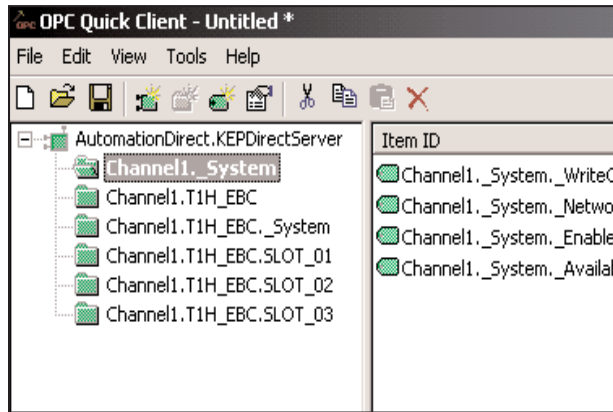 OPC OPC Quick Client - Untitled *
File Edit View Tools Help
AutomationDirect.KEPDirectServer
Channel1._System
Channel1.T1H_EBC
Channel1.T1H_EBC._System
Channel1.T1H_EBC.SLOT_01
Channel1.T1H_EBC.SLOT_02
Channel1.T1H_EBC.SLOT_03
Item ID
Channel1._System._Write
Channel1._System._Netwo
Channel1._System._Enable
Channel1._System._Availa